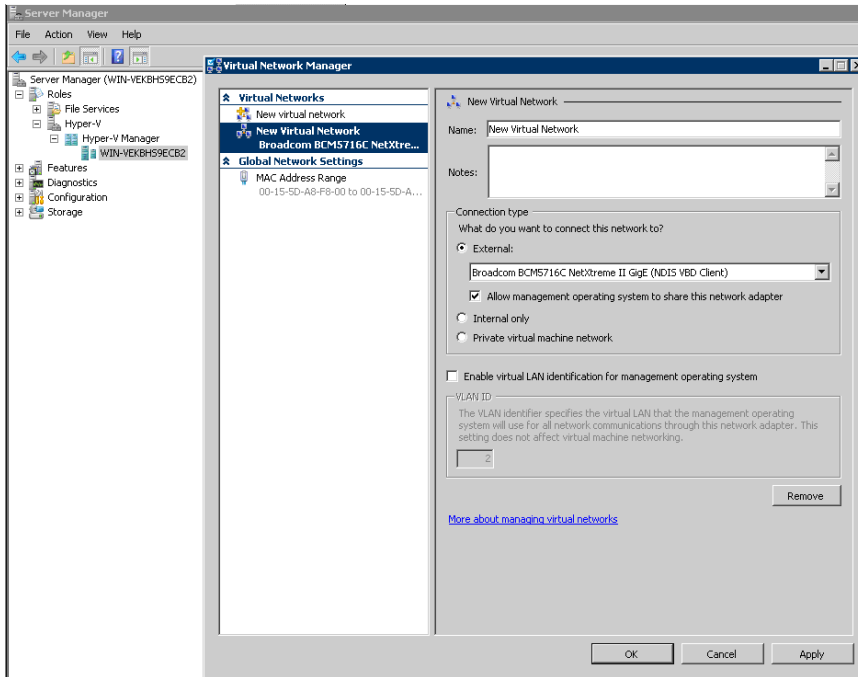 Server Manager
File Action View Help
Server Manager (WIN-VEKBHS9ECB2)
Roles
File Services
Hyper-V
Hyper-V Manager
WIN-VEKBHS9ECB2
Features
Diagnostics
Configuration
Storage
Virtual Network Manager
Virtual Networks
New virtual network
New Virtual Network
Broadcom BCM5716C NetXtre...
Global Network Settings
MAC Address Range
00-15-5D-A8-F8-00 to 00-15-5D-A...
New Virtual Network
Name: New Virtual Network
Notes:
Connection type
What do you want to connect this network to?
External:
Broadcom BCM5716C NetXtreme II GigE (NDIS VBD Client)
Allow management operating system to share this network adapter
Internal only
Private virtual machine network
Enable virtual LAN identification for management operating system
VLAN ID
The VLAN identifier specifies the virtual LAN that the management operating
system will use for all network communications through this network adapter. This
setting does not affect virtual machine networking.
2
Remove
More about managing virtual networks
OK Cancel Apply